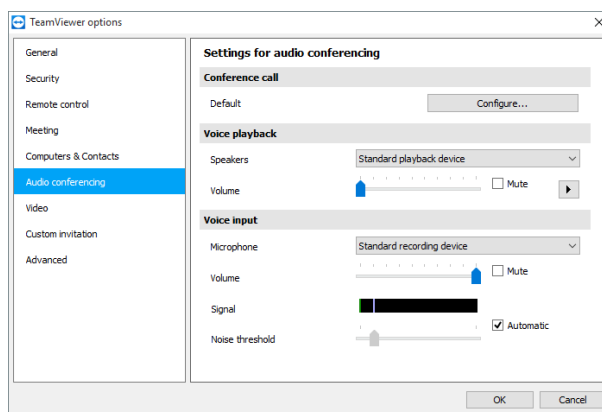 TeamViewer options
General
Security
Remote control
Meeting
Computers & Contacts
Audio conferencing
Video
Custom invitation
Advanced
Settings for audio conferencing
Conference call
Default
Configure...
Voice playback
Speakers
Standard playback device
Volume
Mute
Voice input
Microphone
Standard recording device
Volume
Mute
Signal
Automatic
Noise threshold
OK
Cancel